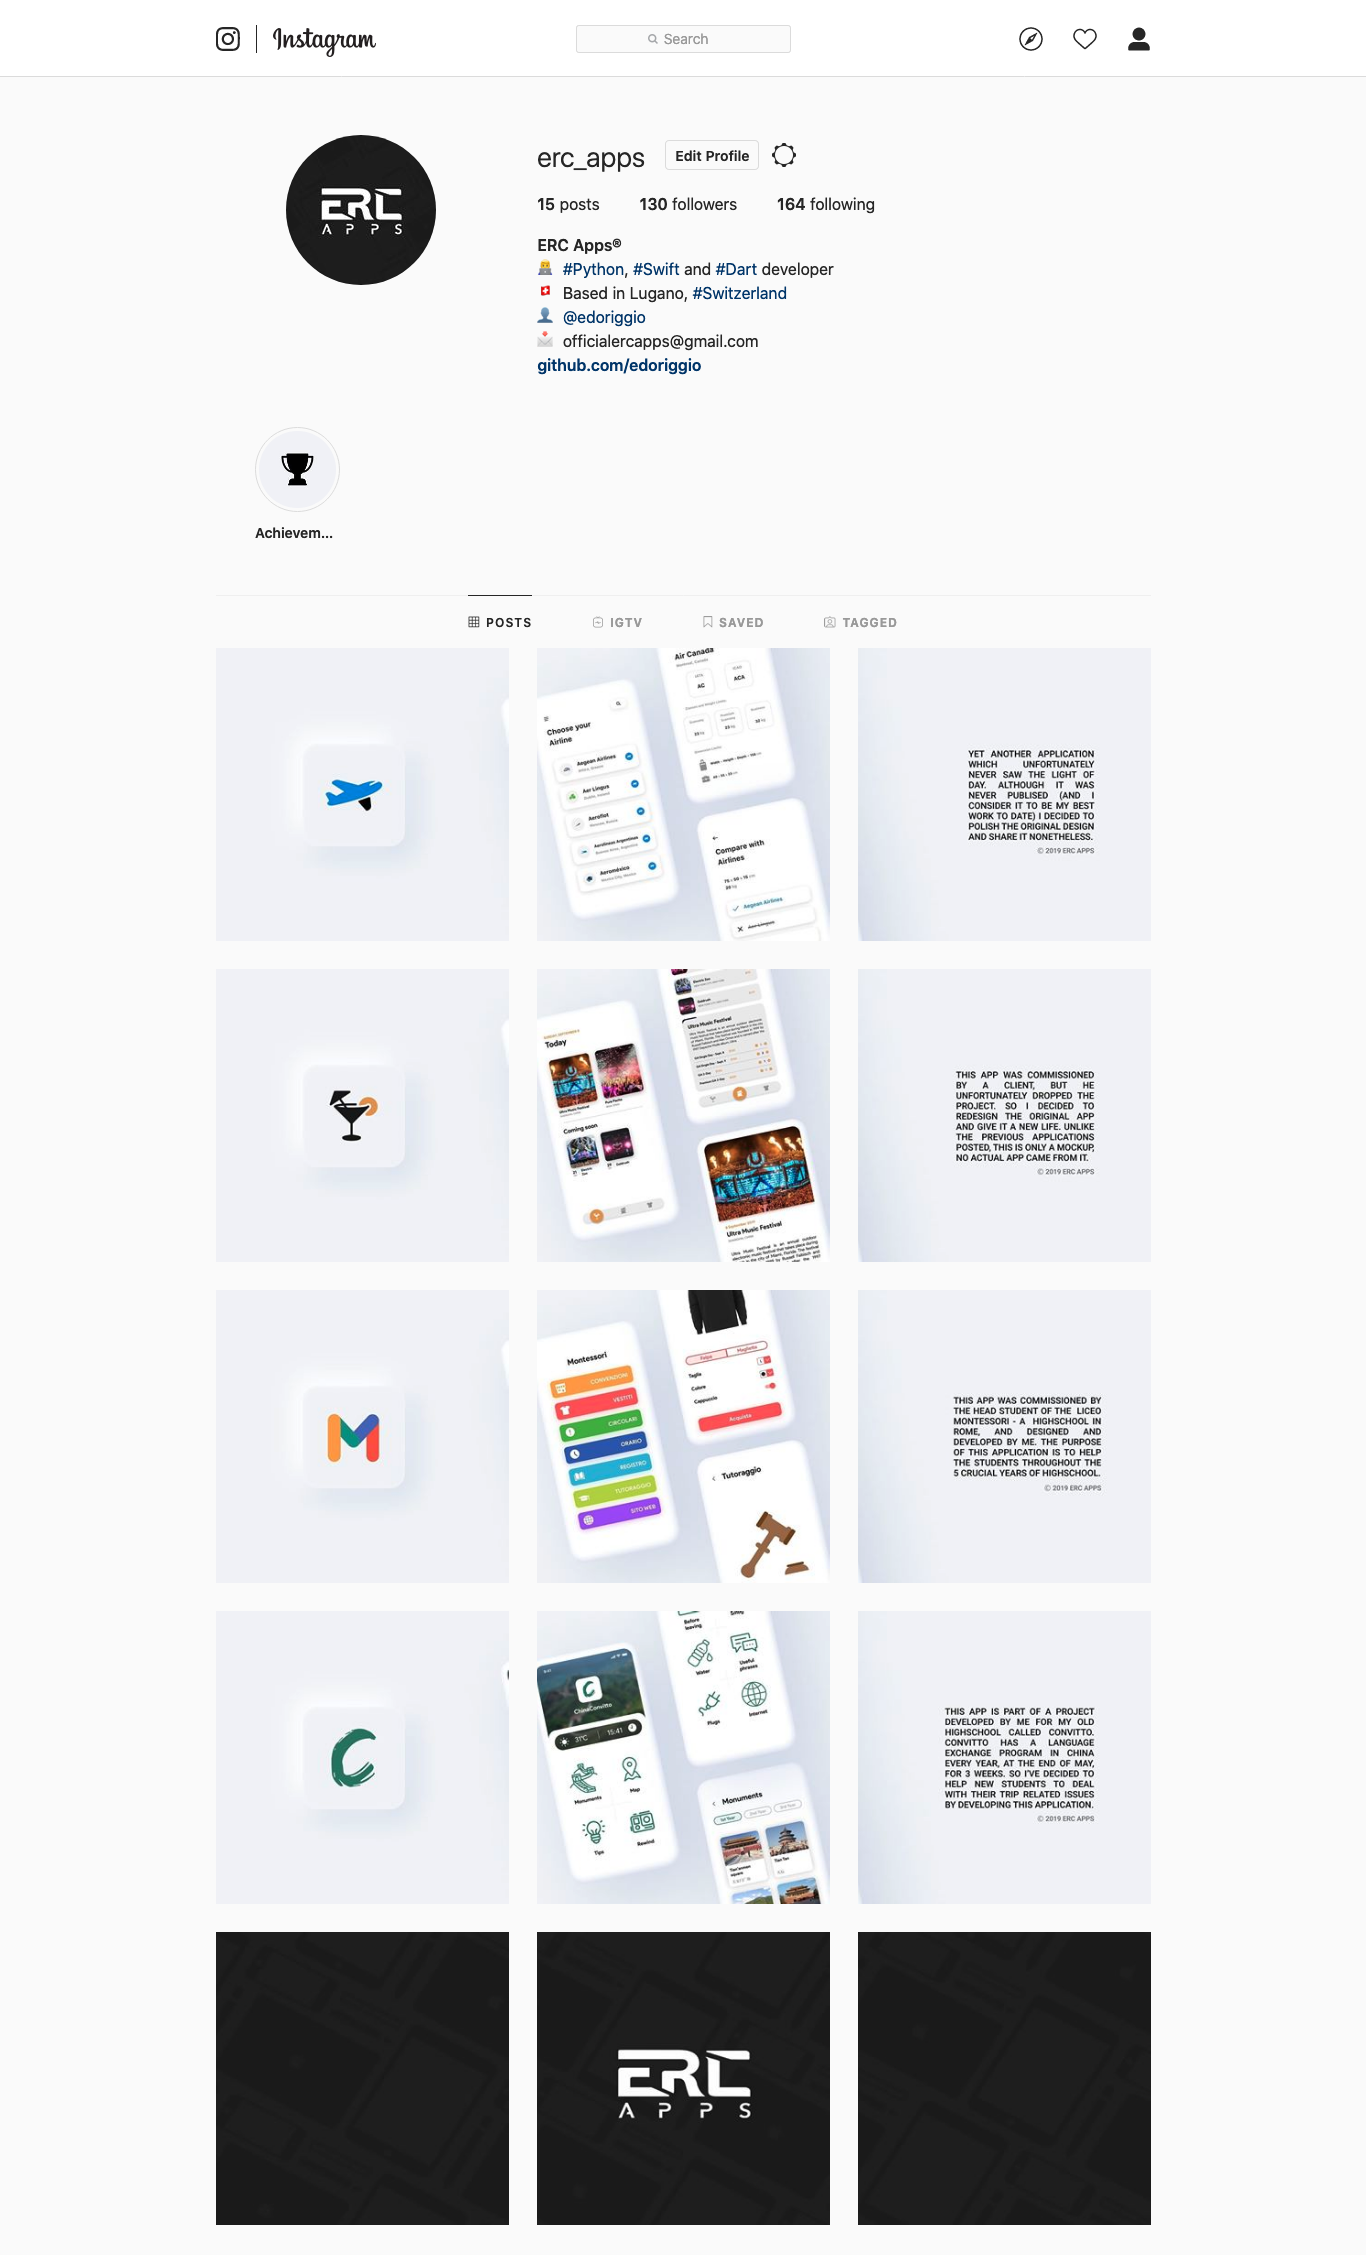 Instagram
Search
erc_apps
Edit Profile
15 posts 130 followers 164 following
ERC Apps®
#Python, #Swift and #Dart developer
Based in Lugano, #Switzerland
@edoriggio
officialercapps@gmail.com
github.com/edoriggio
ERC
APPS
Achievem...
POSTS IGTV SAVED TAGGED
Choose your
Airline
Aegean Airlines
Aer Lingus
Aeroflot
Aerolineas Argentinas
Aeroméxico
Air Canada
AC
ACA
Compare with
Airlines
Aegean Airlines
Aer Lingus
YET ANOTHER APPLICATION
WHICH UNFORTUNATELY
NEVER SAW THE LIGHT OF
DAY. ALTHOUGH IT WAS
NEVER PUBLISED (AND I
CONSIDER IT TO BE MY BEST
WORK TO DATE) I DECIDED TO
POLISH THE ORIGINAL DESIGN
AND SHARE IT NONETHELESS.
© 2019 ERC APPS
Today
Ultra Music Festival
Coming soon
Ultra Music Festival
Ultra Music Festival
THIS APP WAS COMMISSIONED
BY A CLIENT, BUT HE
UNFORTUNATELY DROPPED THE
PROJECT. SO I DECIDED TO
REDESIGN THE ORIGINAL APP
AND GIVE IT A NEW LIFE. UNLIKE
THE PREVIOUS APPLICATIONS
POSTED, THIS IS ONLY A MOCKUP,
NO ACTUAL APP CAME FROM IT.
© 2019 ERC APPS
Montessori
CONVENZIONI
VESTITI
CIRCOLARI
ORARIO
REGISTRO
TUTORAGGIO
SITO WEB
Felpa Maglietta
Taglia
Colore
Cappuccio
Acquista
Tutoraggio
THIS APP WAS COMMISSIONED BY
THE HEAD STUDENT OF THE LICEO
MONTESSORI - A HIGHSCHOOL IN
ROME, AND DESIGNED AND
DEVELOPED BY ME. THE PURPOSE
OF THIS APPLICATION IS TO HELP
THE STUDENTS THROUGHOUT THE
5 CRUCIAL YEARS OF HIGHSCHOOL.
© 2019 ERC APPS
ChinaConvitto
31°C 15:41
Monuments Map
Tips Rewind
Before
leaving
Water Useful
phrases
Plugs Internet
Monuments
Tian'anmen
square
Tian Tan
THIS APP IS PART OF A PROJECT
DEVELOPED BY ME FOR MY OLD
HIGHSCHOOL CALLED CONVITTO.
CONVITTO HAS A LANGUAGE
EXCHANGE PROGRAM IN CHINA
EVERY YEAR, AT THE END OF MAY,
FOR 3 WEEKS. SO I'VE DECIDED TO
HELP NEW STUDENTS TO DEAL
WITH THEIR TRIP RELATED ISSUES
BY DEVELOPING THIS APPLICATION.
© 2019 ERC APPS
ERC
APPS